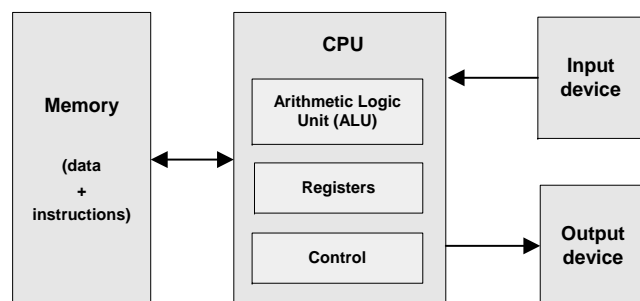 Memory
(data
+
instructions)
CPU
Arithmetic Logic
Unit (ALU)
Registers
Control
Input
device
Output
device